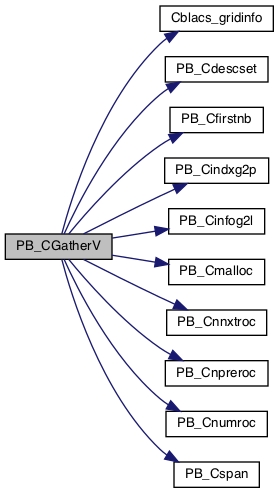 Cblacs_gridinfo
PB_Cdescset
PB_Cfirstnb
PB_Cindxg2p
PB_CGatherV
PB_Cinfog2l
PB_Cmalloc
PB_Cnnxtroc
PB_Cnpreroc
PB_Cnumroc
PB_Cspan